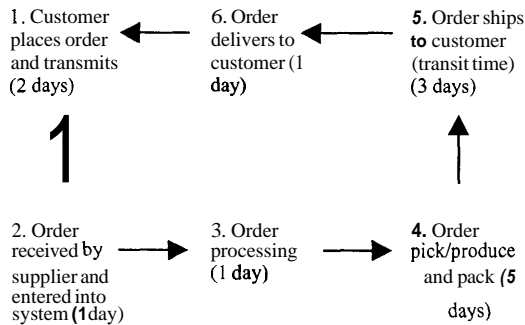 1. Customer
places order
and transmits
(2 days)
6. Order
delivers to
customer (1
day)
5. Order ships
to customer
(transit time)
(3 days)
1
2. Order
received by
supplier and
entered into
system (1day)
3. Order
processing
(1 day)
4. Order
pick/produce
and pack (5
days)